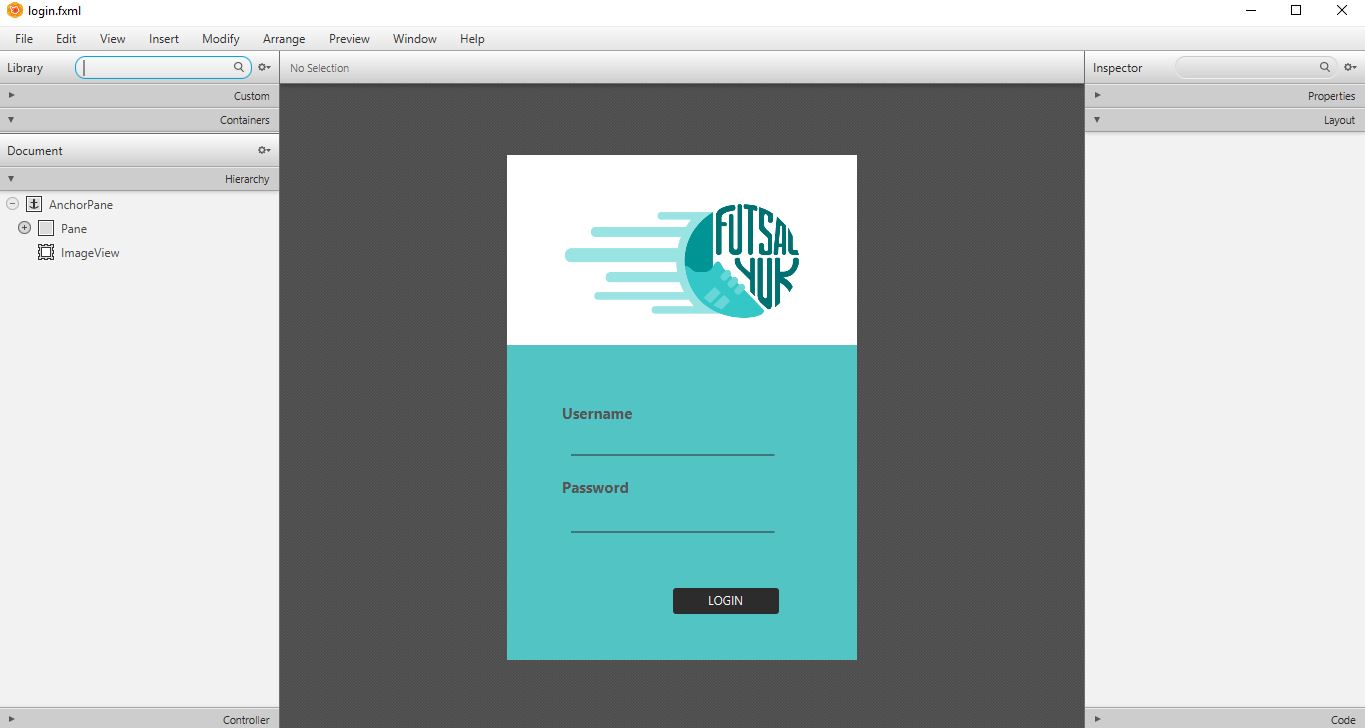 login.fxml
File Edit View Insert Modify Arrange Preview Window Help
Library
No Selection
Inspector
Custom
Properties
Containers
Layout
Document
Hierarchy
AnchorPane
Pane
ImageView
FUTSAL
YUK
Username
Password
LOGIN
Controller
Code